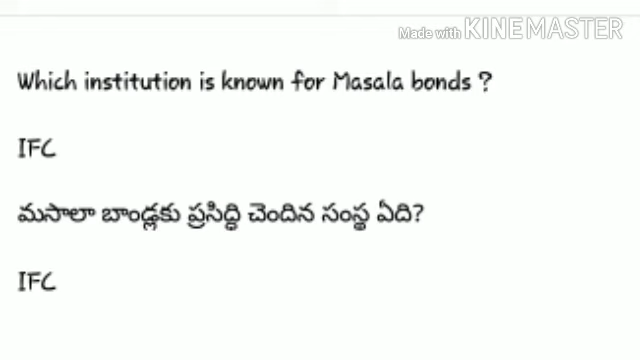 Made with KINEMASTER
Which institution is known for Masala bonds ?
IFC
మసాలా బాండ్లకు ప్రసిద్ధి చెందిన సంస్థ ఏది?
IFC